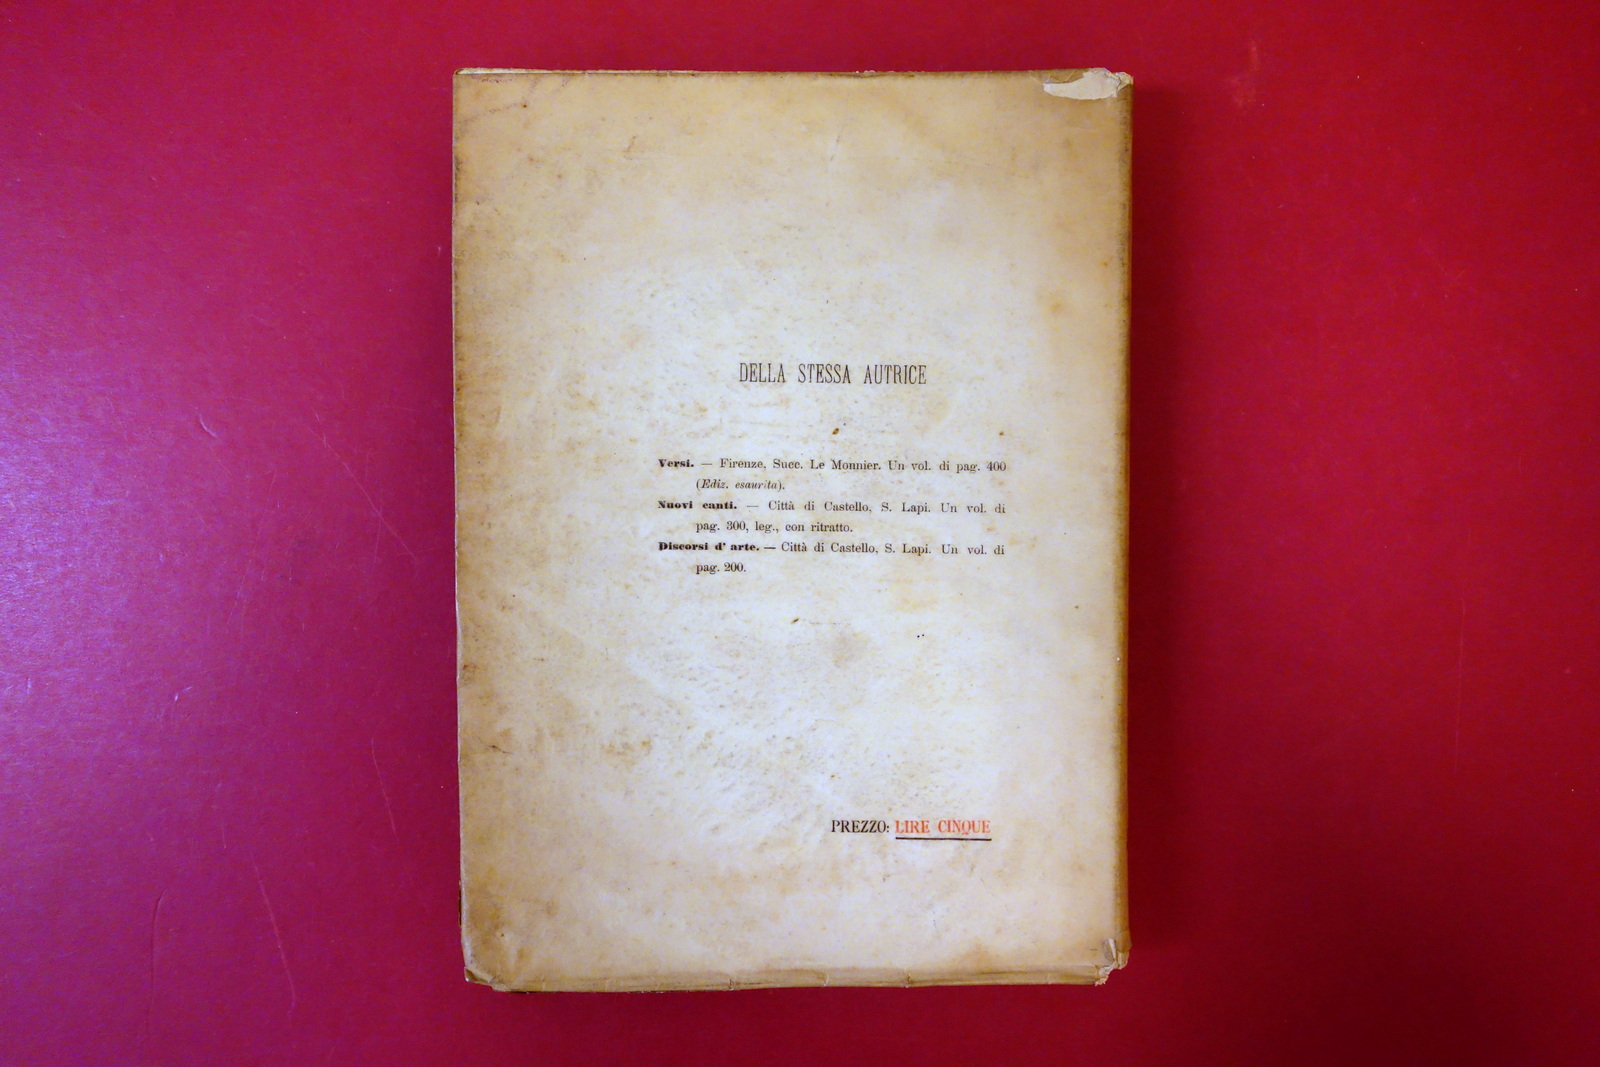 DELLA STESSA AUTRICE
Versi. — Firenze, Succ. Le Monnier. Un vol. di pag. 400
(Ediz. esaurita).
Nuovi canti. — Città di Castello, S. Lapi. Un vol. di
pag. 300, leg., con ritratto.
Discorsi d' arte. — Città di Castello, S. Lapi. Un vol. di
pag. 200.
PREZZO: LIRE CINQUE